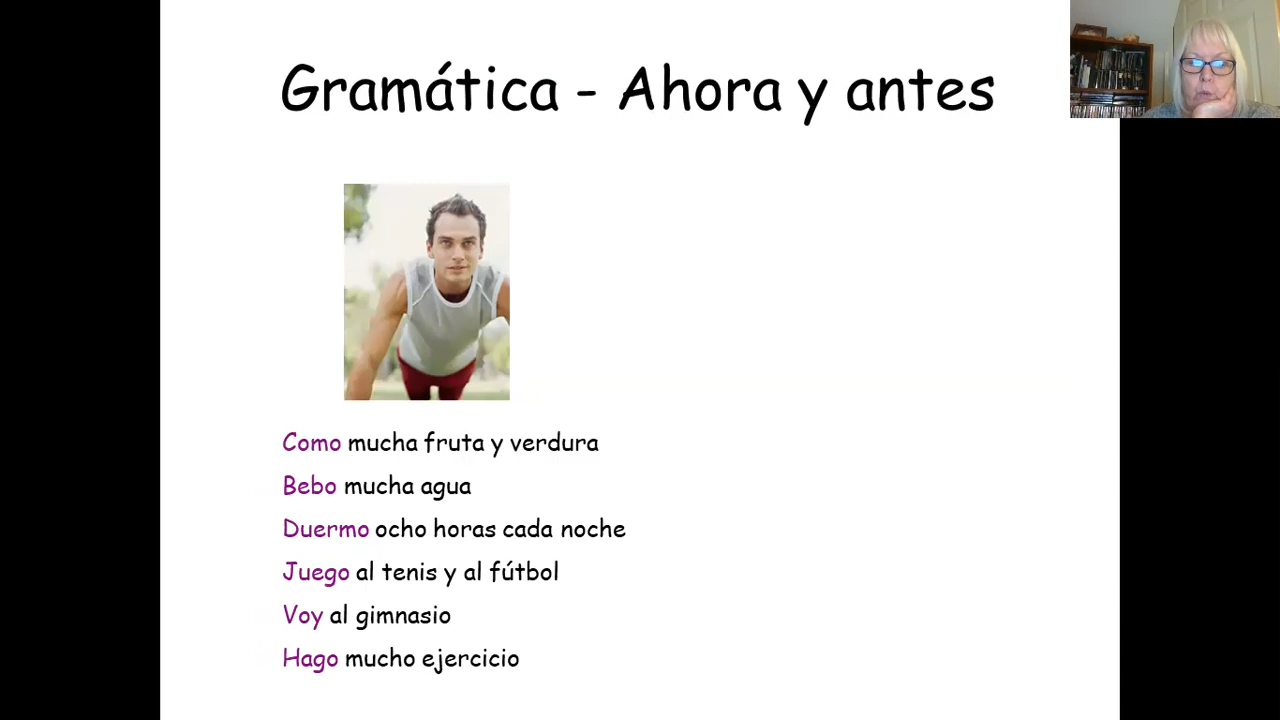 Gramática - Ahora y antes
Como mucha fruta y verdura
Bebo mucha agua
Duermo ocho horas cada noche
Juego al tenis y al fútbol
Voy al gimnasio
Hago mucho ejercicio